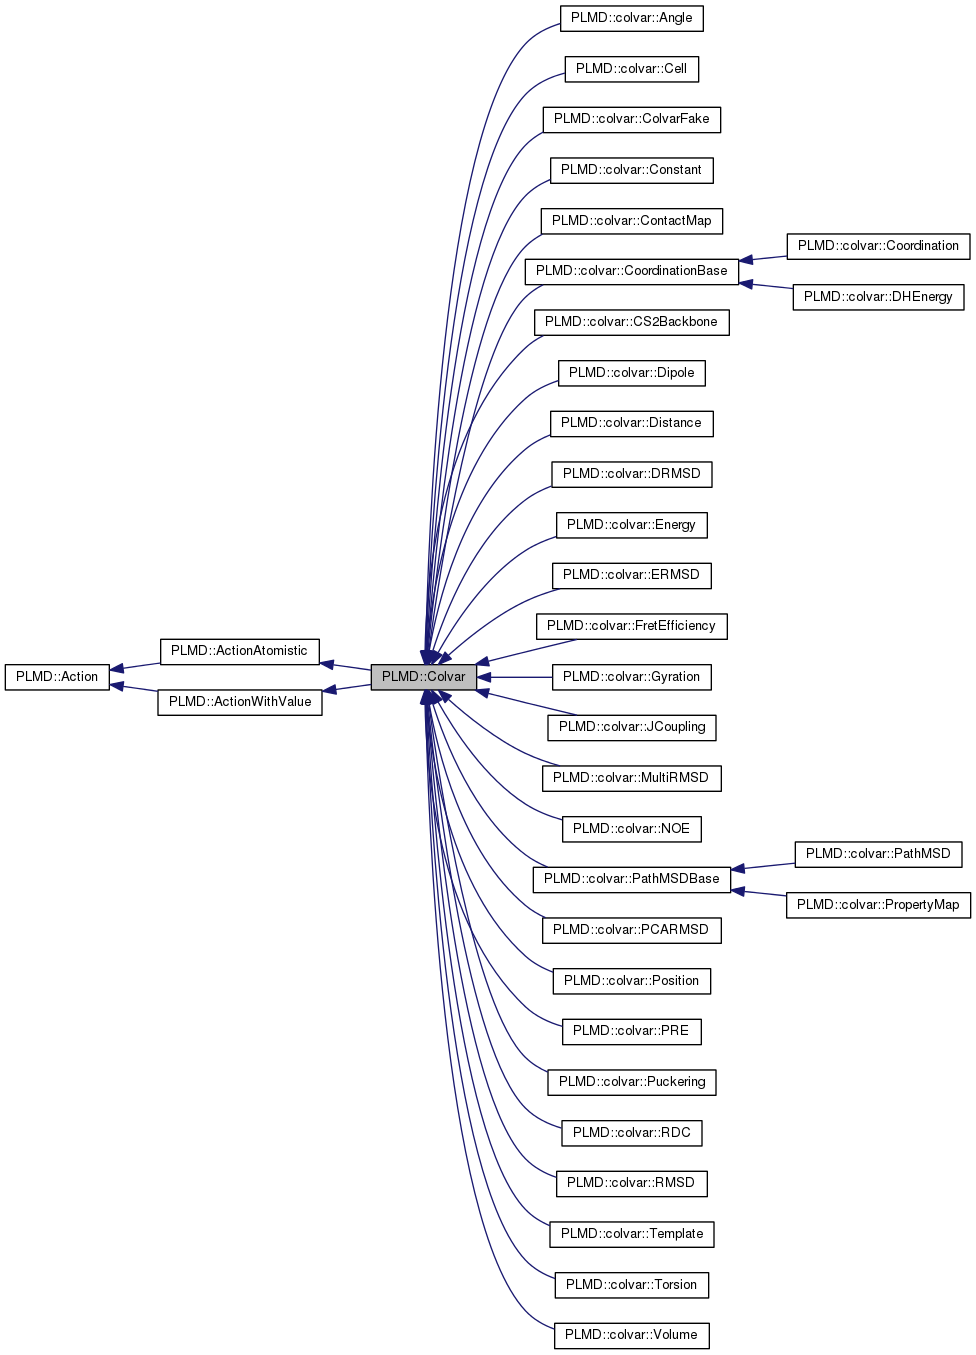 PLMD::colvar::Angle
PLMD::colvar::Cell
PLMD::colvar::ColvarFake
PLMD::colvar::Constant
PLMD::colvar::ContactMap
PLMD::colvar::Coordination
PLMD::colvar::CoordinationBase
PLMD::colvar::DHEnergy
PLMD::colvar::CS2Backbone
PLMD::colvar::Dipole
PLMD::colvar::Distance
PLMD::colvar::DRMSD
PLMD::colvar::Energy
PLMD::colvar::ERMSD
PLMD::colvar::FretEfficiency
PLMD::ActionAtomistic
PLMD::Action
PLMD::Colvar
PLMD::colvar::Gyration
PLMD::ActionWithValue
PLMD::colvar::JCoupling
PLMD::colvar::MultiRMSD
PLMD::colvar::NOE
PLMD::colvar::PathMSD
PLMD::colvar::PathMSDBase
PLMD::colvar::PropertyMap
PLMD::colvar::PCARMSD
PLMD::colvar::Position
PLMD::colvar::PRE
PLMD::colvar::Puckering
PLMD::colvar::RDC
PLMD::colvar::RMSD
PLMD::colvar::Template
PLMD::colvar::Torsion
PLMD::colvar::Volume